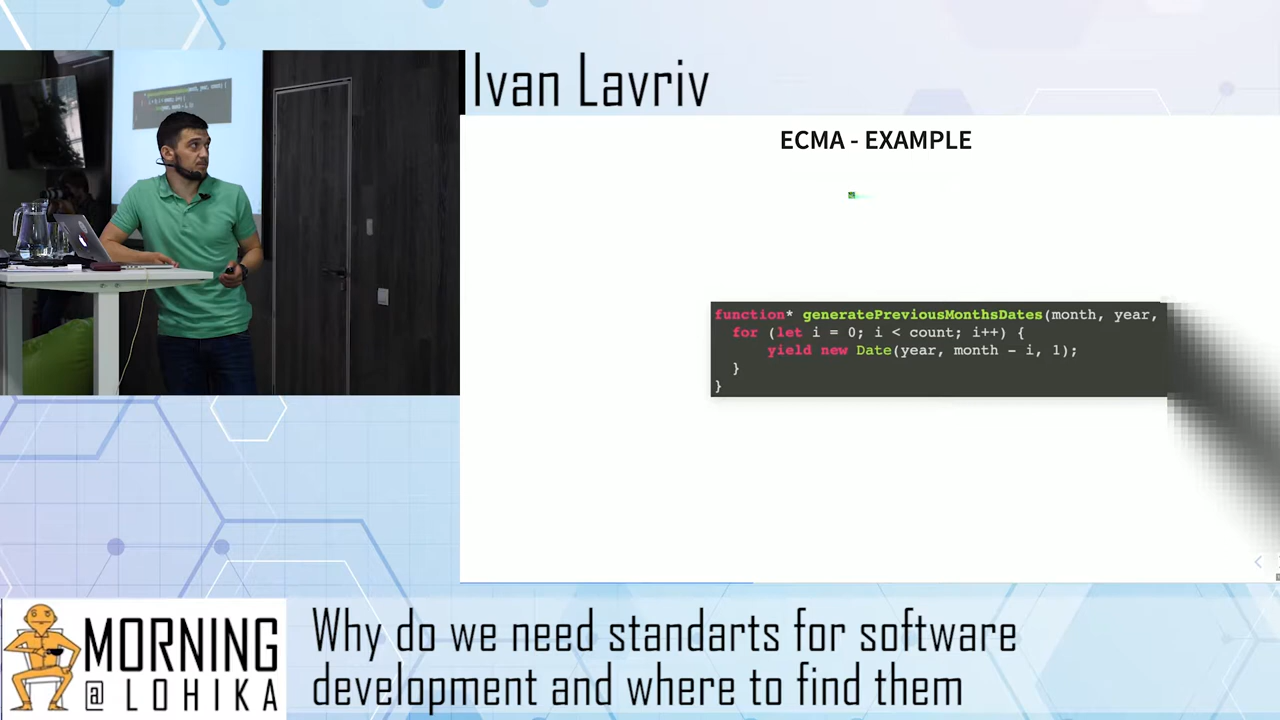 Ivan Lavriv
ECMA - EXAMPLE
function* generatePreviousMonthsDates(month, year,
for (let i = 0; i < count; i++) {
yield new Date(year, month - i, 1);
}
}
MORNING
@ LOHIKA
Why do we need standarts for software
development and where to find them